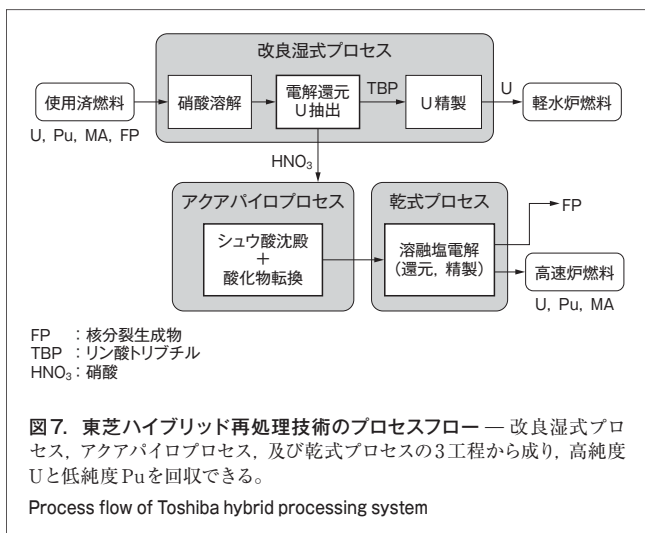 改良湿式プロセス
使用済燃料
U, Pu, MA, FP
硝酸溶解
電解還元
U抽出
TBP
U精製
U
軽水炉燃料
HNO₃
アクアパイロプロセス
シュウ酸沈殿
+
酸化物転換
乾式プロセス
溶融塩電解
(還元, 精製)
FP
高速炉燃料
U, Pu, MA
FP :核分裂生成物
TBP :リン酸トリブチル
HNO₃:硝酸
図7. 東芝ハイブリッド再処理技術のプロセスフロー — 改良湿式プロ
セス, アクアパイロプロセス, 及び乾式プロセスの3工程から成り, 高純度
Uと低純度Puを回収できる。
Process flow of Toshiba hybrid processing system